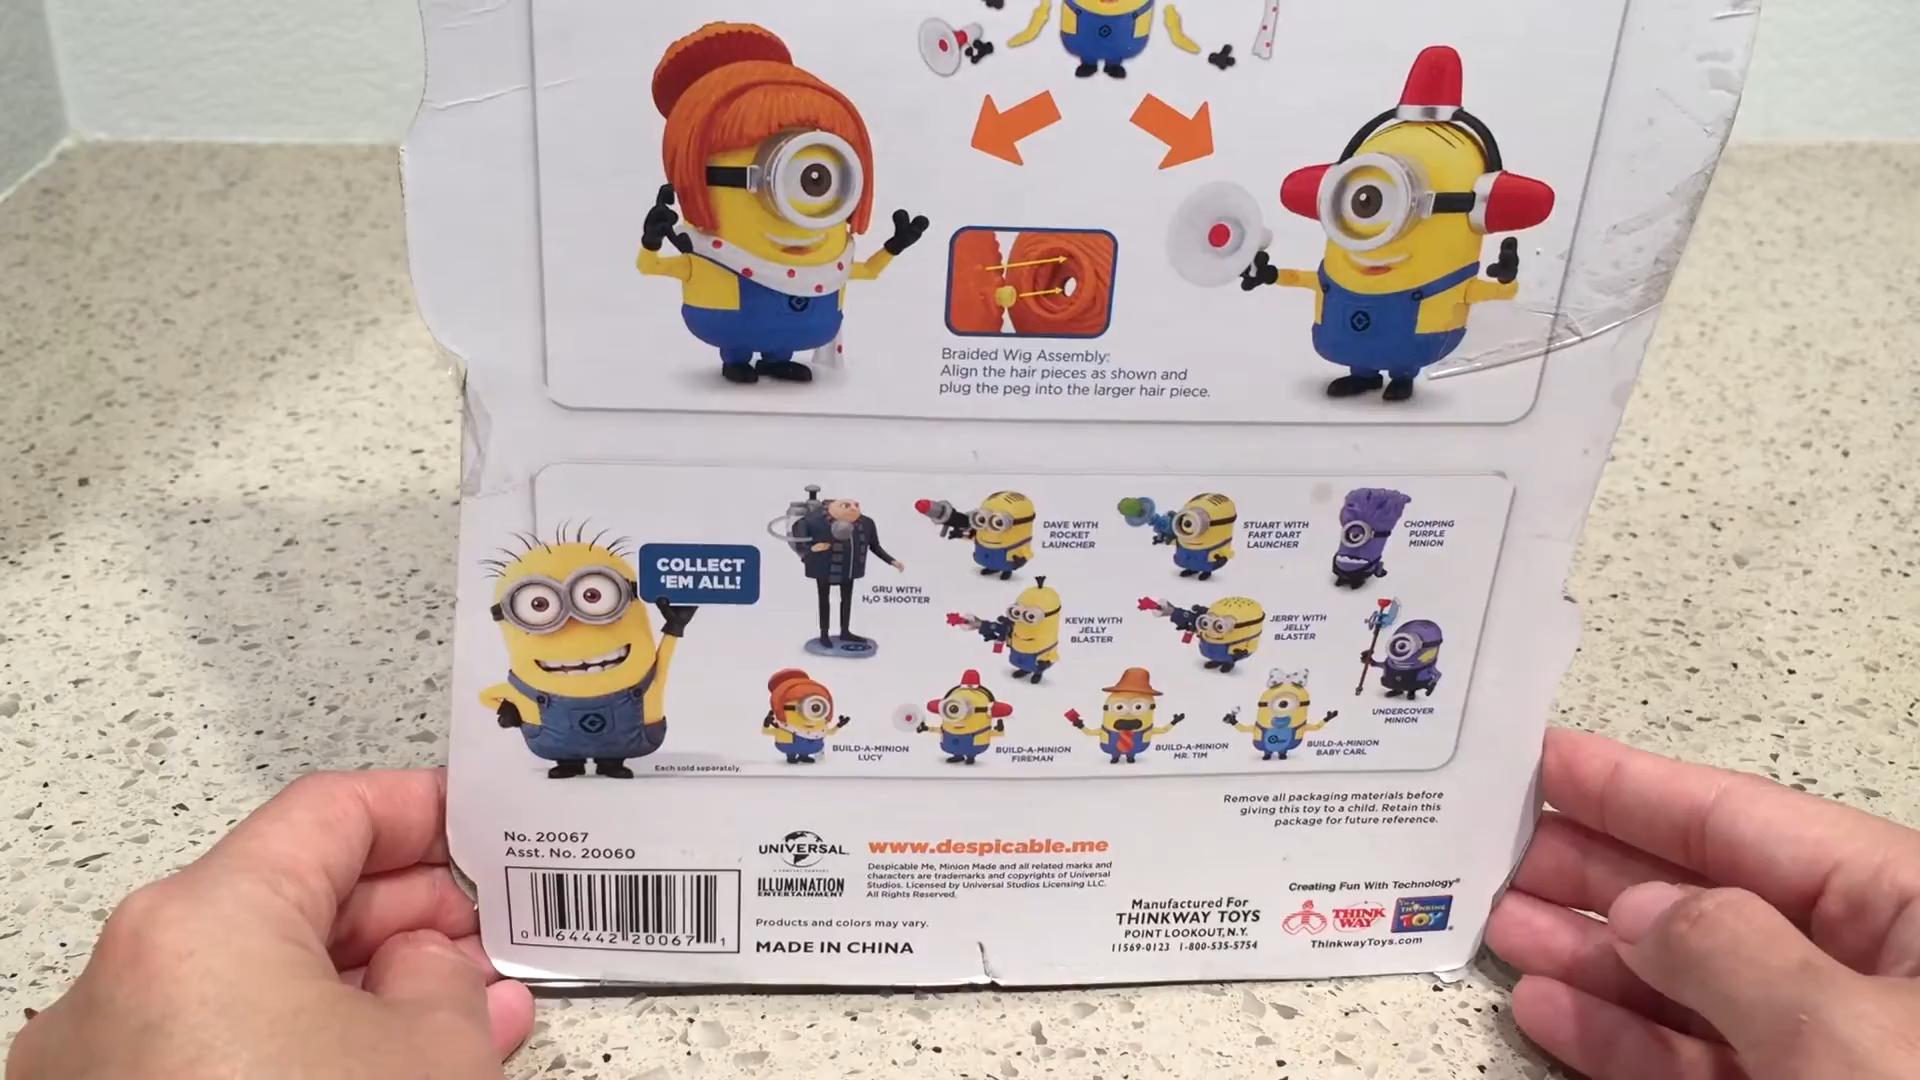 Braided Wig Assembly:
Align the hair pieces as shown and
plug the peg into the larger hair piece.
COLLECT
'EM ALL!
GRU WITH
H₂O SHOOTER
DAVE WITH
ROCKET
LAUNCHER
STUART WITH
FART DART
LAUNCHER
CHOMPING
PURPLE
MINION
KEVIN WITH
JELLY
BLASTER
JERRY WITH
JELLY
BLASTER
UNDERCOVER
MINION
BUILD-A-MINION
LUCY
BUILD-A-MINION
FIREMAN
BUILD-A-MINION
MR. TIM
BUILD-A-MINION
BABY CARL
Each sold separately.
Remove all packaging materials before
giving this toy to a child. Retain this
package for future reference.
No. 20067
Asst. No. 20060
0 64442 20067 1
UNIVERSAL
ILLUMINATION
ENTERTAINMENT
www.despicable.me
Despicable Me, Minion Made and all related marks and
characters are trademarks and copyrights of Universal
Studios. Licensed by Universal Studios Licensing LLC.
All Rights Reserved.
Products and colors may vary.
MADE IN CHINA
Manufactured For
THINKWAY TOYS
POINT LOOKOUT, N.Y.
11569-0123 1-800-535-5754
Creating Fun With Technology®
THINK
WAY
THE
THINKING
TOY
ThinkwayToys.com